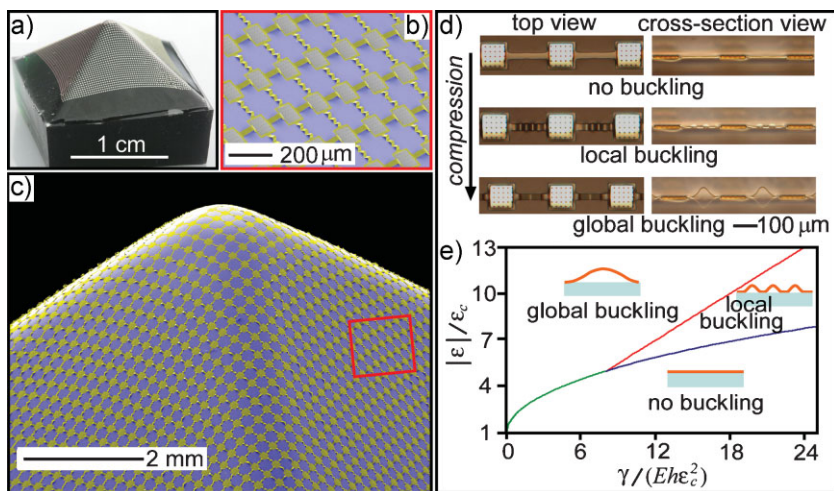 a)
1 cm
b)
200 μm
c)
2 mm
d)
top view
cross-section view
compression
no buckling
local buckling
global buckling
100 μm
e)
13
10
7
4
1
|ε|/ε_c
global buckling
local
buckling
no buckling
0
6
12
18
24
γ/(Ehε_c^2)